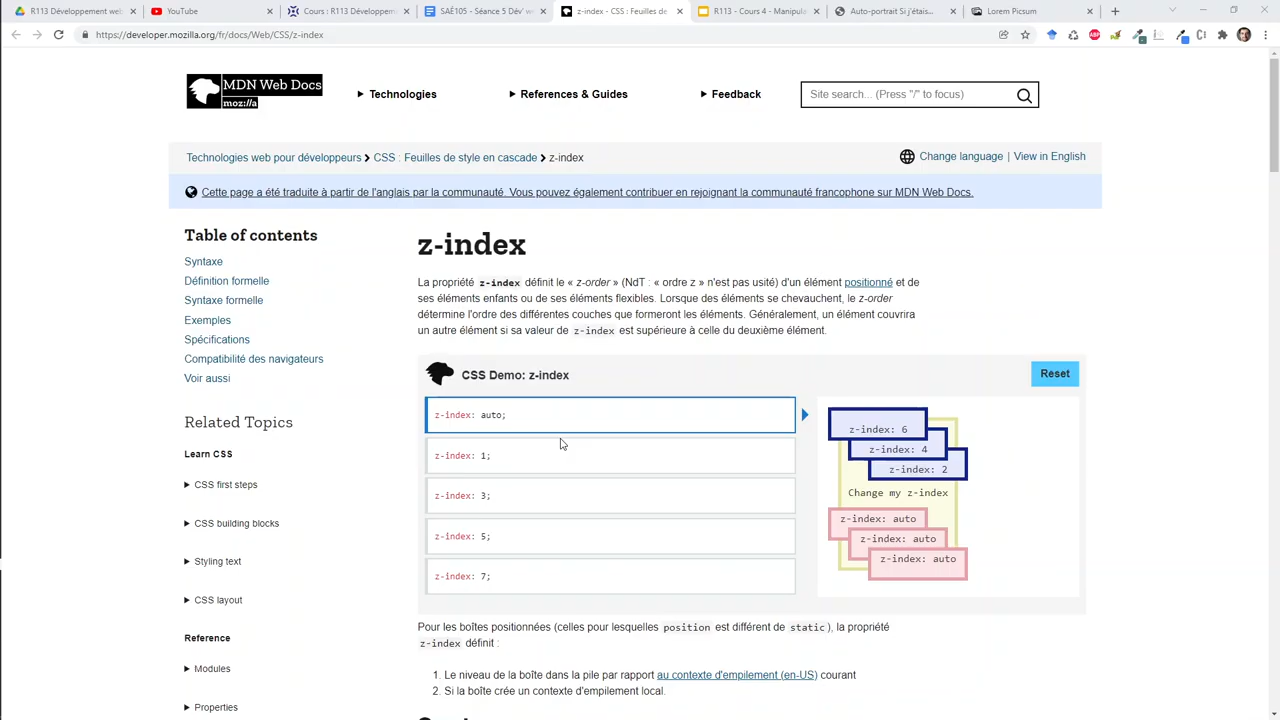 R113 Développement web
YouTube
Cours : R113 Développem
SAÉ105 - Séance 5 Dév' w
z-index - CSS : Feuilles de
R113 - Cours 4 - Manipula
Auto-portrait Si j'étais...
Lorem Picsum
https://developer.mozilla.org/fr/docs/Web/CSS/z-index
ABP
MDN Web Docs
moz://a
Technologies
References & Guides
Feedback
Site search... (Press "/" to focus)
Technologies web pour développeurs
CSS : Feuilles de style en cascade
z-index
Change language | View in English
Cette page a été traduite à partir de l'anglais par la communauté. Vous pouvez également contribuer en rejoignant la communauté francophone sur MDN Web Docs.
Table of contents
Syntaxe
Définition formelle
Syntaxe formelle
Exemples
Spécifications
Compatibilité des navigateurs
Voir aussi
Related Topics
Learn CSS
CSS first steps
CSS building blocks
Styling text
CSS layout
Reference
Modules
Properties
z-index
La propriété z-index définit le « z-order » (NdT : « ordre z » n'est pas usité) d'un élément positionné et de
ses éléments enfants ou de ses éléments flexibles. Lorsque des éléments se chevauchent, le z-order
détermine l'ordre des différentes couches que formeront les éléments. Généralement, un élément couvrira
un autre élément si sa valeur de z-index est supérieure à celle du deuxième élément.
CSS Demo: z-index
Reset
z-index: auto;
z-index: 1;
z-index: 3;
z-index: 5;
z-index: 7;
z-index: 6
z-index: 4
z-index: 2
Change my z-index
z-index: auto
z-index: auto
z-index: auto
Pour les boîtes positionnées (celles pour lesquelles position est différent de static), la propriété
z-index définit :
1. Le niveau de la boîte dans la pile par rapport au contexte d'empilement (en-US) courant
2. Si la boîte crée un contexte d'empilement local.